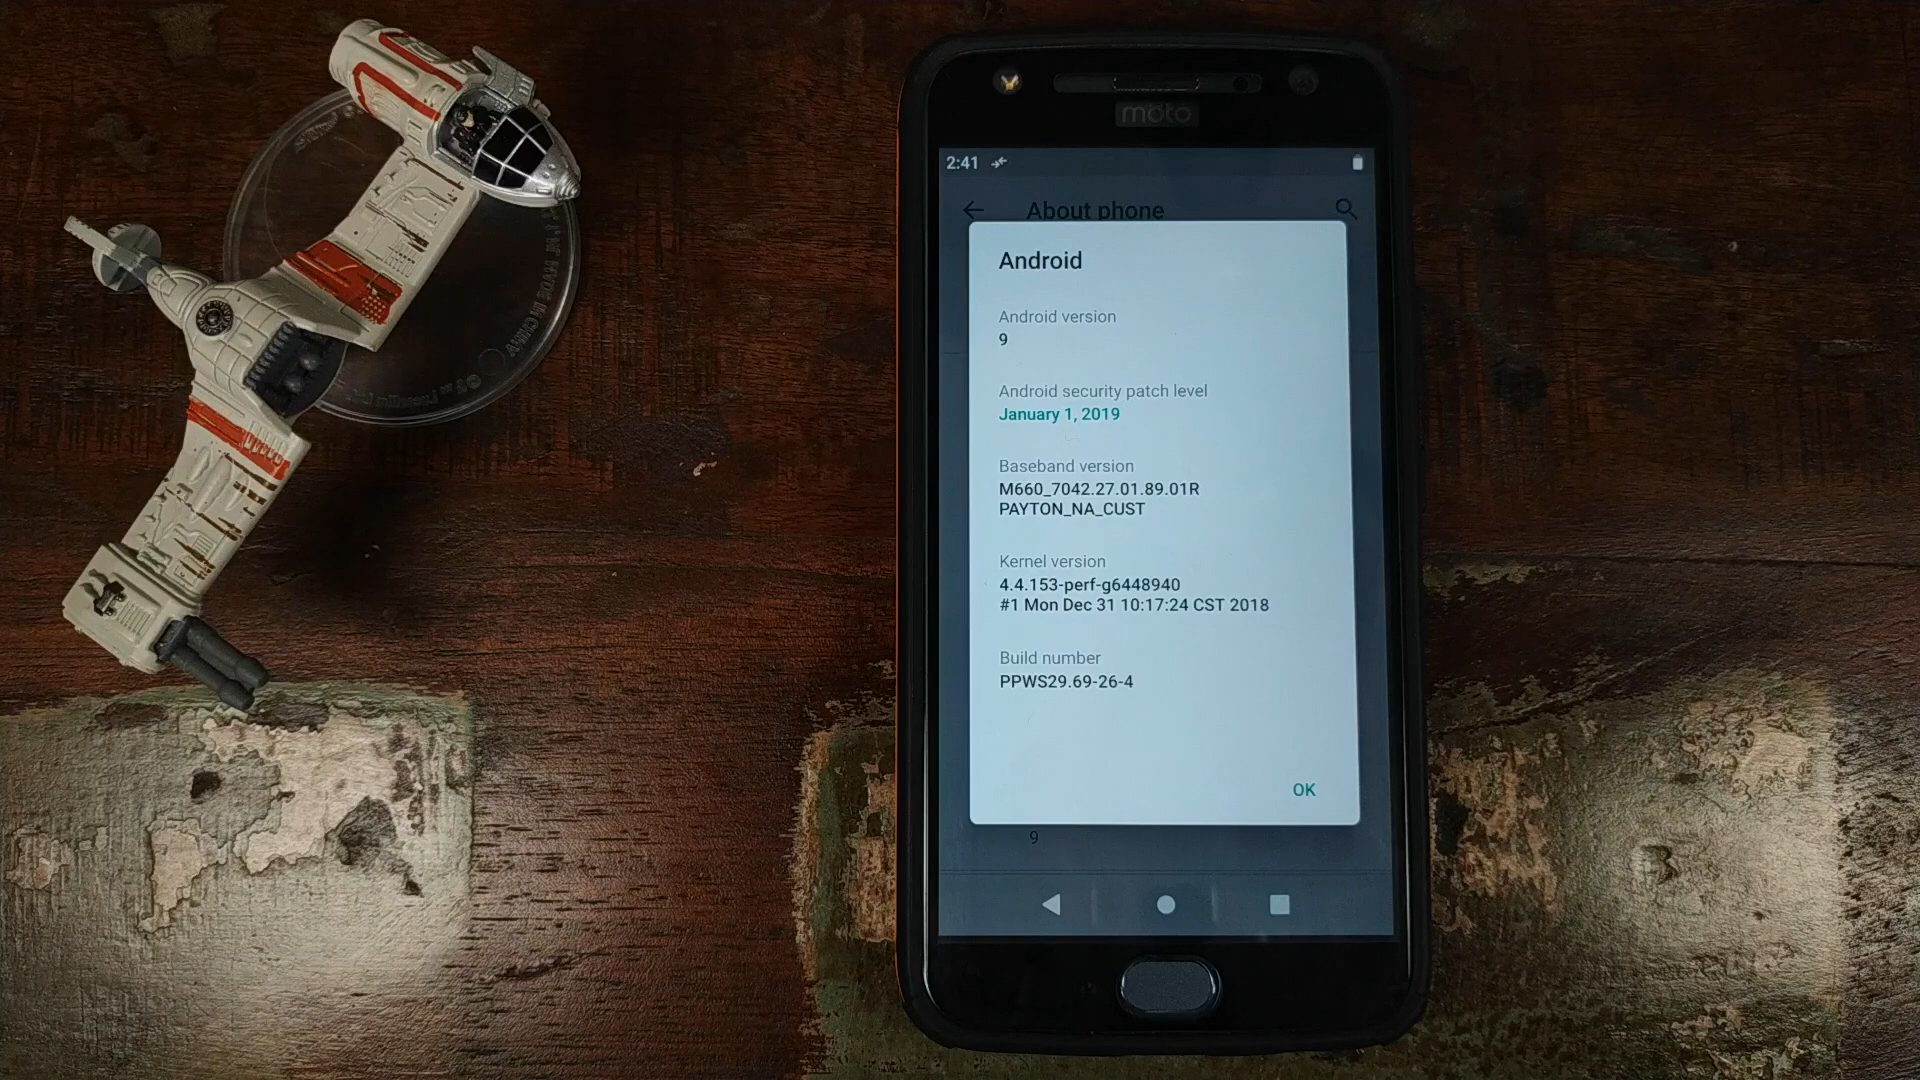 moto
2:41
About phone
Android
Android version
9
Android security patch level
January 1, 2019
Baseband version
M660_7042.27.01.89.01R
PAYTON_NA_CUST
Kernel version
4.4.153-perf-g6448940
#1 Mon Dec 31 10:17:24 CST 2018
Build number
PPWS29.69-26-4
OK
9